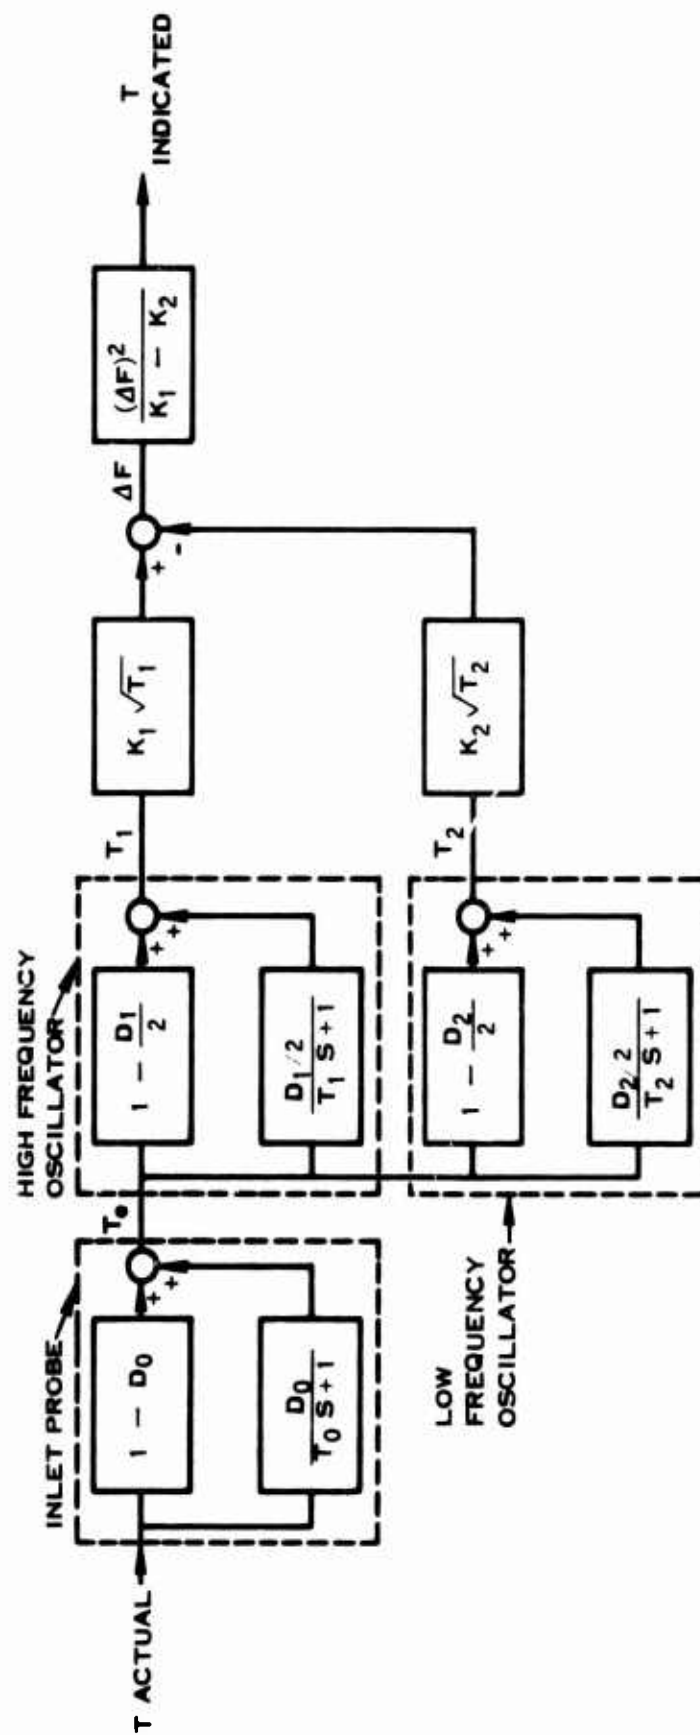 T ACTUAL
INLET PROBE
1 - D₀
D₀
T₀ S + 1
+
+
Tₑ
HIGH FREQUENCY
OSCILLATOR
1 - D₁
2
D₁/2
T₁ S + 1
+
+
T₁
K₁ √T₁
+
-
ΔF
(ΔF)²
K₁ - K₂
T
INDICATED
LOW
FREQUENCY
OSCILLATOR
1 - D₂
2
D₂/2
T₂ S + 1
+
+
T₂
K₂ √T₂